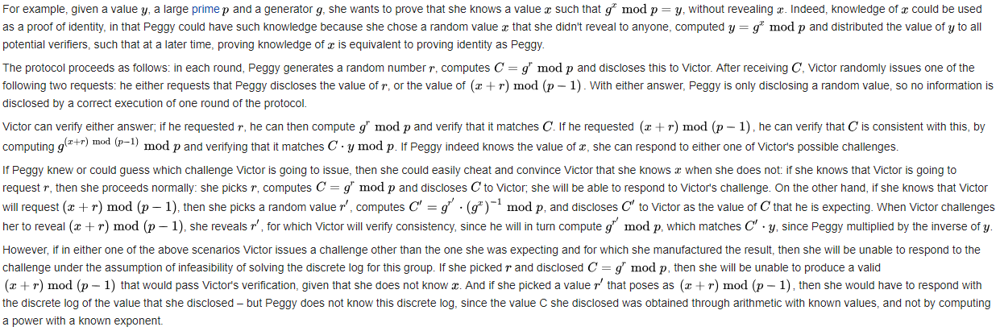 For example, given a value y, a large prime p and a generator g, she wants to prove that she knows a value x such that g^x mod p = y, without revealing x. Indeed, knowledge of x could be used
as a proof of identity, in that Peggy could have such knowledge because she chose a random value x that she didn't reveal to anyone, computed y = g^x mod p and distributed the value of y to all
potential verifiers, such that at a later time, proving knowledge of x is equivalent to proving identity as Peggy.
The protocol proceeds as follows: in each round, Peggy generates a random number r, computes C = g^r mod p and discloses this to Victor. After receiving C, Victor randomly issues one of the
following two requests: he either requests that Peggy discloses the value of r, or the value of (x + r) mod (p − 1). With either answer, Peggy is only disclosing a random value, so no information is
disclosed by a correct execution of one round of the protocol.
Victor can verify either answer; if he requested r, he can then compute g^r mod p and verify that it matches C. If he requested (x + r) mod (p − 1), he can verify that C is consistent with this, by
computing g^((x+r) mod (p−1)) mod p and verifying that it matches C · y mod p. If Peggy indeed knows the value of x, she can respond to either one of Victor's possible challenges.
If Peggy knew or could guess which challenge Victor is going to issue, then she could easily cheat and convince Victor that she knows x when she does not: if she knows that Victor is going to
request r, then she proceeds normally: she picks r, computes C = g^r mod p and discloses C to Victor; she will be able to respond to Victor's challenge. On the other hand, if she knows that Victor
will request (x + r) mod (p − 1), then she picks a random value r′, computes C′ = g^r′ · (g^x)^−1 mod p, and discloses C′ to Victor as the value of C that he is expecting. When Victor challenges
her to reveal (x + r) mod (p − 1), she reveals r′, for which Victor will verify consistency, since he will in turn compute g^r′ mod p, which matches C′ · y, since Peggy multiplied by the inverse of y.
However, if in either one of the above scenarios Victor issues a challenge other than the one she was expecting and for which she manufactured the result, then she will be unable to respond to the
challenge under the assumption of infeasibility of solving the discrete log for this group. If she picked r and disclosed C = g^r mod p, then she will be unable to produce a valid
(x + r) mod (p − 1) that would pass Victor's verification, given that she does not know x. And if she picked a value r′ that poses as (x + r) mod (p − 1), then she would have to respond with
the discrete log of the value that she disclosed – but Peggy does not know this discrete log, since the value C she disclosed was obtained through arithmetic with known values, and not by computing
a power with a known exponent.